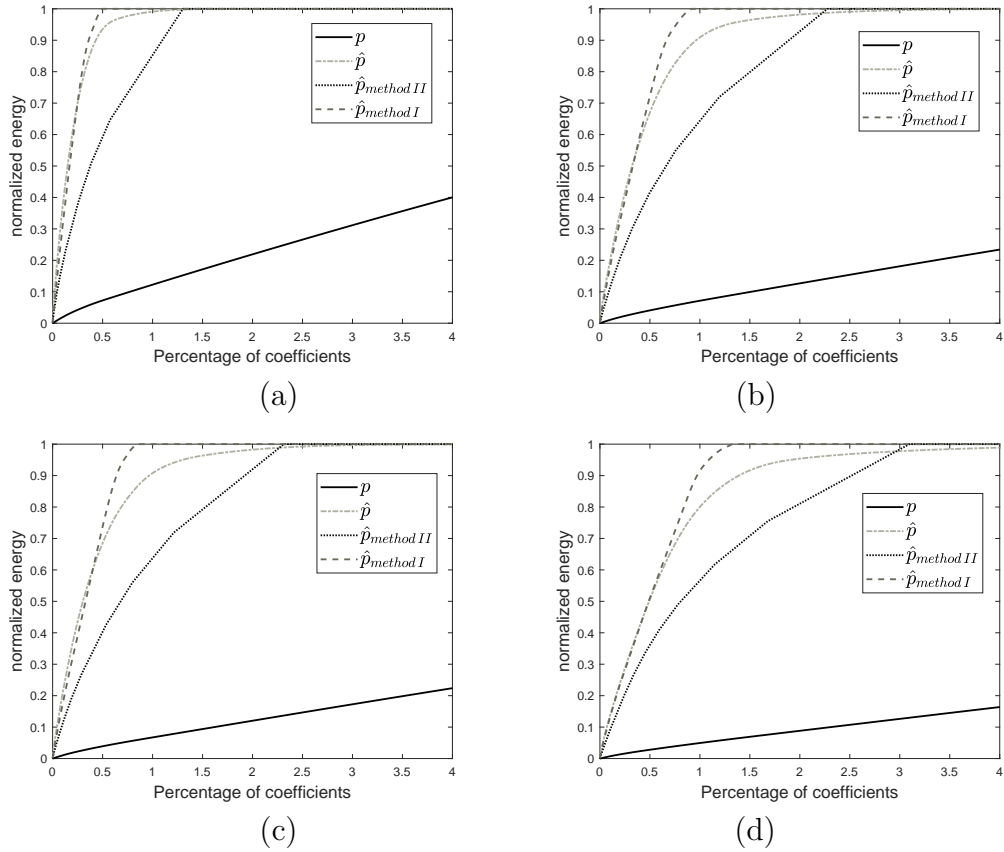 1
0.9
0.8
0.7
0.6
0.5
0.4
0.3
0.2
0.1
0
normalized energy
0 0.5 1 1.5 2 2.5 3 3.5 4
Percentage of coefficients
p
p̂
p̂method II
p̂method I
(a)
1
0.9
0.8
0.7
0.6
0.5
0.4
0.3
0.2
0.1
0
normalized energy
0 0.5 1 1.5 2 2.5 3 3.5 4
Percentage of coefficients
p
p̂
p̂method II
p̂method I
(b)
1
0.9
0.8
0.7
0.6
0.5
0.4
0.3
0.2
0.1
0
normalized energy
0 0.5 1 1.5 2 2.5 3 3.5 4
Percentage of coefficients
p
p̂
p̂method II
p̂method I
(c)
1
0.9
0.8
0.7
0.6
0.5
0.4
0.3
0.2
0.1
0
normalized energy
0 0.5 1 1.5 2 2.5 3 3.5 4
Percentage of coefficients
p
p̂
p̂method II
p̂method I
(d)